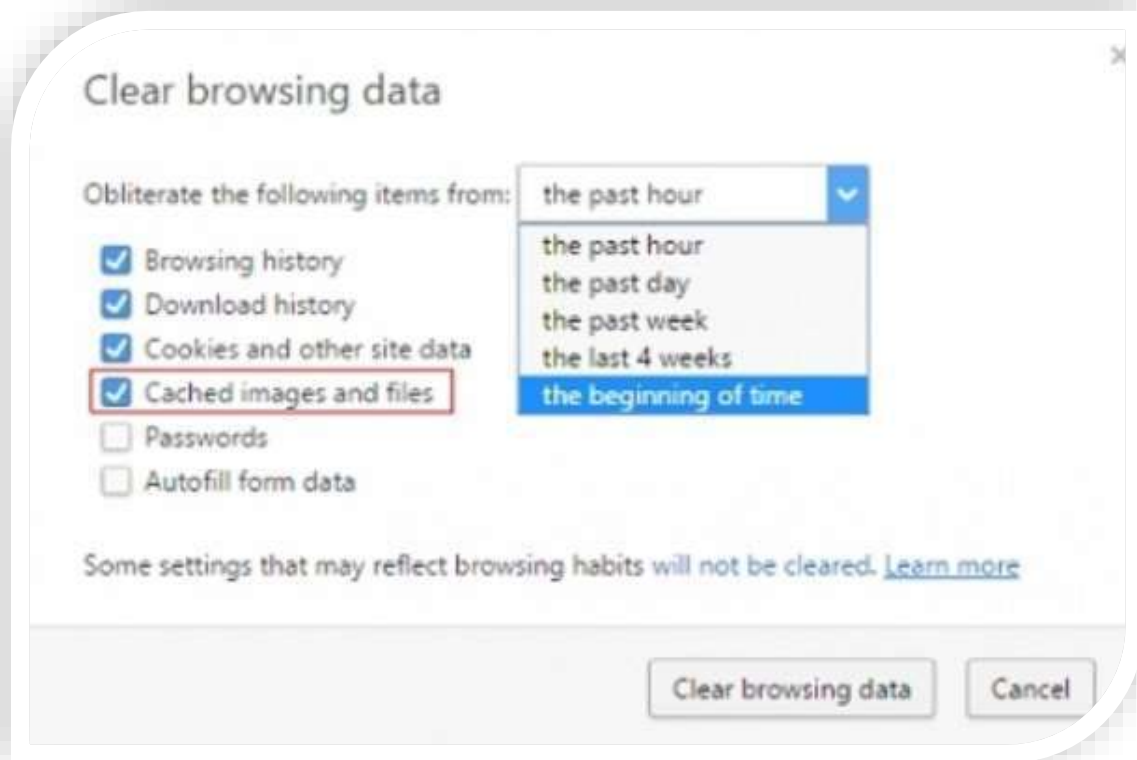 Clear browsing data
Obliterate the following items from: the past hour
the past hour
the past day
the past week
the last 4 weeks
the beginning of time
Browsing history
Download history
Cookies and other site data
Cached images and files
Passwords
Autofill form data
Some settings that may reflect browsing habits will not be cleared. Learn more
Clear browsing data Cancel